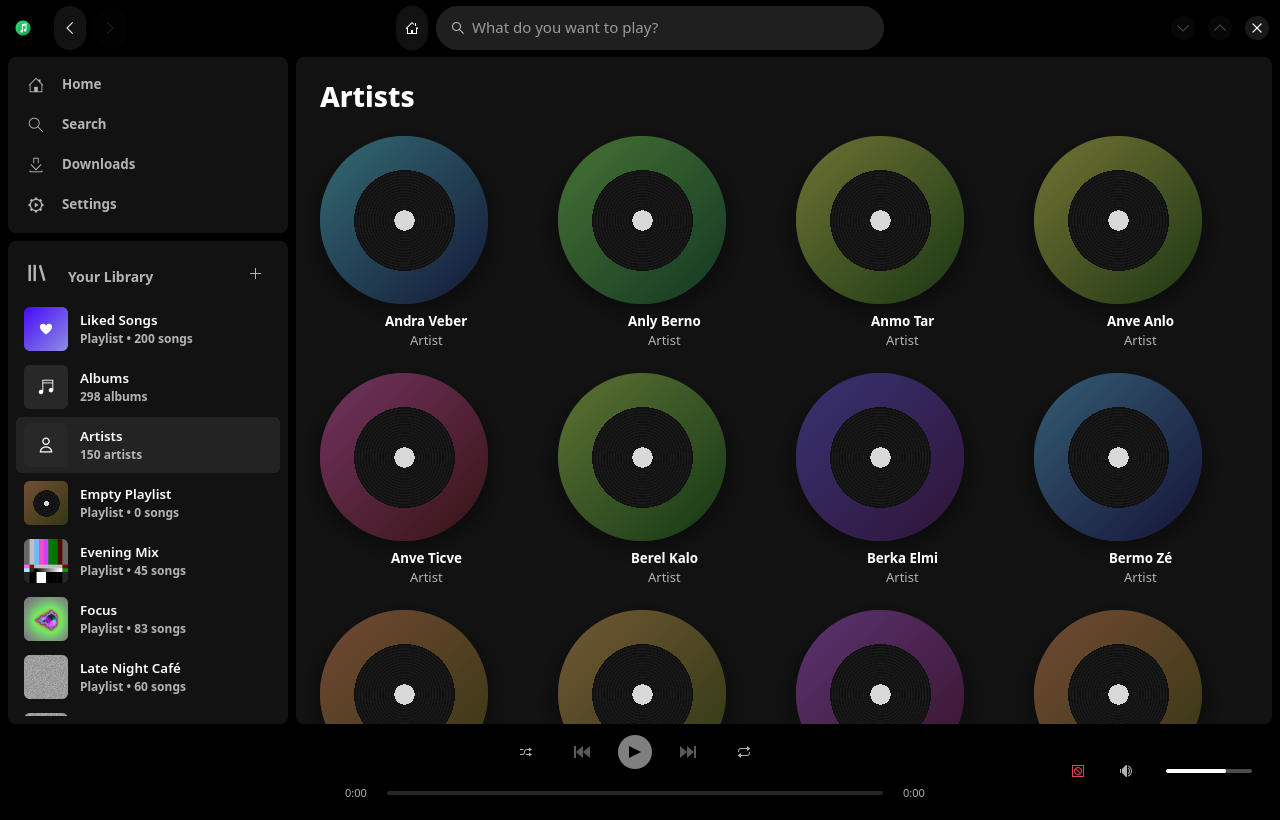 What do you want to play?
Home
Search
Downloads
Settings
Your Library
Liked Songs
Playlist • 200 songs
Albums
298 albums
Artists
150 artists
Empty Playlist
Playlist • 0 songs
Evening Mix
Playlist • 45 songs
Focus
Playlist • 83 songs
Late Night Café
Playlist • 60 songs
Artists
Andra Veber
Artist
Anly Berno
Artist
Anmo Tar
Artist
Anve Anlo
Artist
Anve Ticve
Artist
Berel Kalo
Artist
Berka Elmi
Artist
Bermo Zé
Artist
0:00
0:00